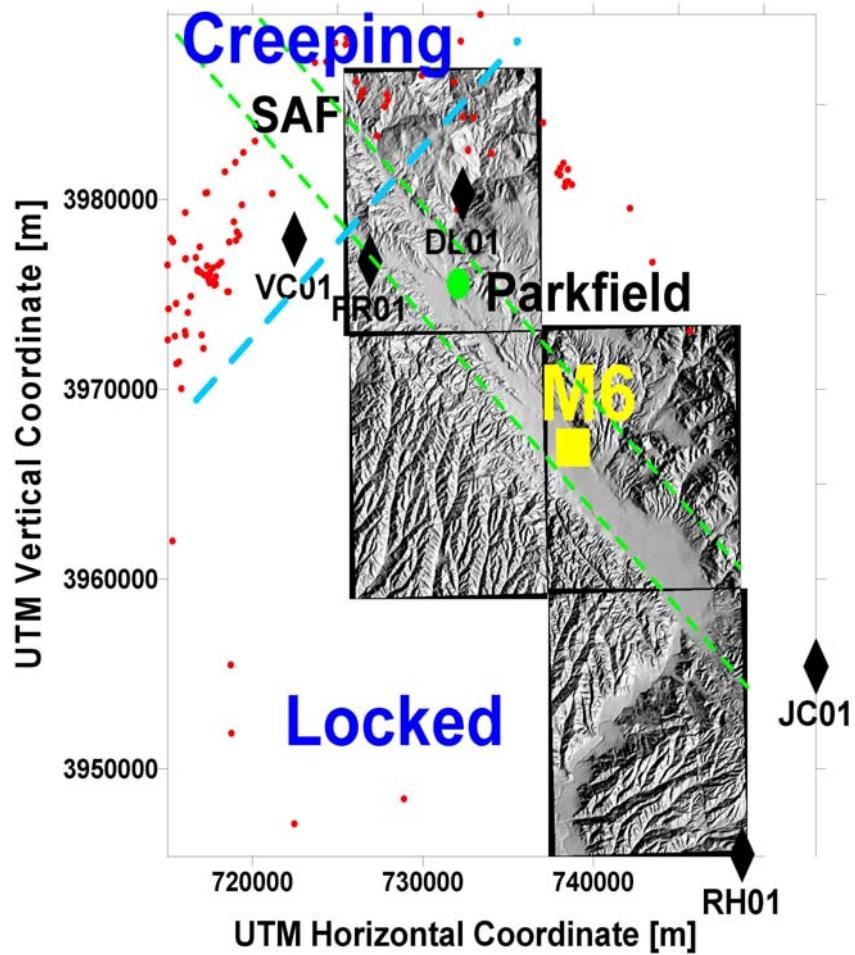 Creeping
SAF
3980000
DL01
VC01
FR01
Parkfield
3970000
M6
UTM Vertical Coordinate [m]
3960000
Locked
JC01
3950000
720000
730000
740000
RH01
UTM Horizontal Coordinate [m]